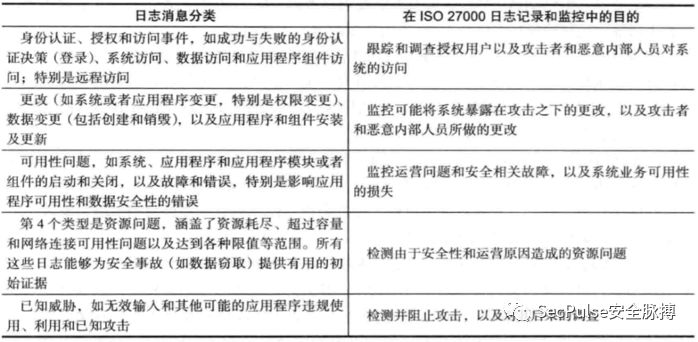 日志消息分类
在 ISO 27000 日志记录和监控中的目的
身份认证、授权和访问事件，如成功与失败的身份认
证决策（登录）、系统访问、数据访问和应用程序组件访
问；特别是远程访问
跟踪和调查授权用户以及攻击者和恶意内部人员对系
统的访问
更改（如系统或者应用程序变更，特别是权限变更）、
数据变更（包括创建和销毁），以及应用程序和组件安装
及更新
监控可能将系统暴露在攻击之下的更改，以及攻击者
和恶意内部人员所做的更改
可用性问题，如系统、应用程序和应用程序模块或者
组件的启动和关闭，以及故障和错误，特别是影响应用
程序可用性和数据安全性的错误
监控运营问题和安全相关故障，以及系统业务可用性
的损失
第 4 个类型是资源问题，涵盖了资源耗尽、超过容量
和网络连接可用性问题以及达到各种限值等范围。所有
这些日志能够为安全事故（如数据窃取）提供有用的初
始证据
检测由于安全性和运营原因造成的资源问题
已知威胁，如无效输入和其他可能的应用程序违规使
用、利用和已知攻击
检测并阻止攻击，以及对
SecPulse安全脉搏